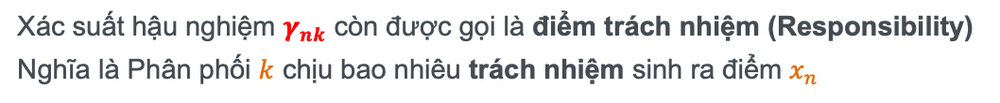 Xác suất hậu nghiệm γₙₖ còn được gọi là điểm trách nhiệm (Responsibility)
Nghĩa là Phân phối k chịu bao nhiêu trách nhiệm sinh ra điểm xₙ